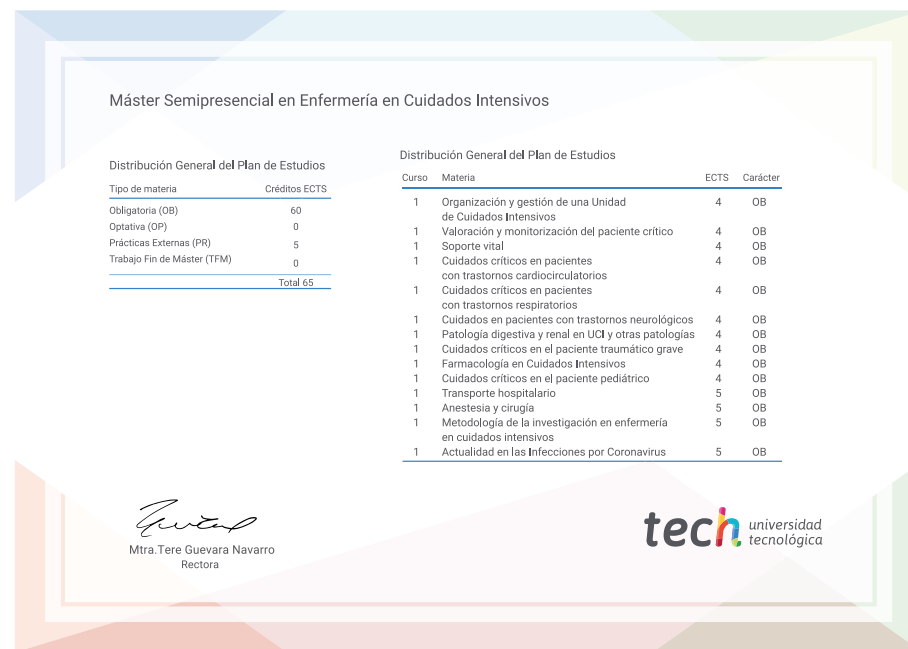 Máster Semipresencial en Enfermería en Cuidados Intensivos
Distribución General del Plan de Estudios
Tipo de materia Créditos ECTS
Obligatoria (OB) 60
Optativa (OP) 0
Prácticas Externas (PR) 5
Trabajo Fin de Máster (TFM) 0
Total 65
Distribución General del Plan de Estudios
Curso Materia ECTS Carácter
1 Organización y gestión de una Unidad 4 OB
de Cuidados Intensivos
1 Valoración y monitorización del paciente crítico 4 OB
1 Soporte vital 4 OB
1 Cuidados críticos en pacientes 4 OB
con trastornos cardiocirculatorios
1 Cuidados críticos en pacientes 4 OB
con trastornos respiratorios
1 Cuidados en pacientes con trastornos neurológicos 4 OB
1 Patología digestiva y renal en UCI y otras patologías 4 OB
1 Cuidados críticos en el paciente traumático grave 4 OB
1 Farmacología en Cuidados Intensivos 4 OB
1 Cuidados críticos en el paciente pediátrico 4 OB
1 Transporte hospitalario 5 OB
1 Anestesia y cirugía 5 OB
1 Metodología de la investigación en enfermería 5 OB
en cuidados intensivos
1 Actualidad en las Infecciones por Coronavirus 5 OB
Mtra.Tere Guevara Navarro
Rectora
tech universidad
tecnológica